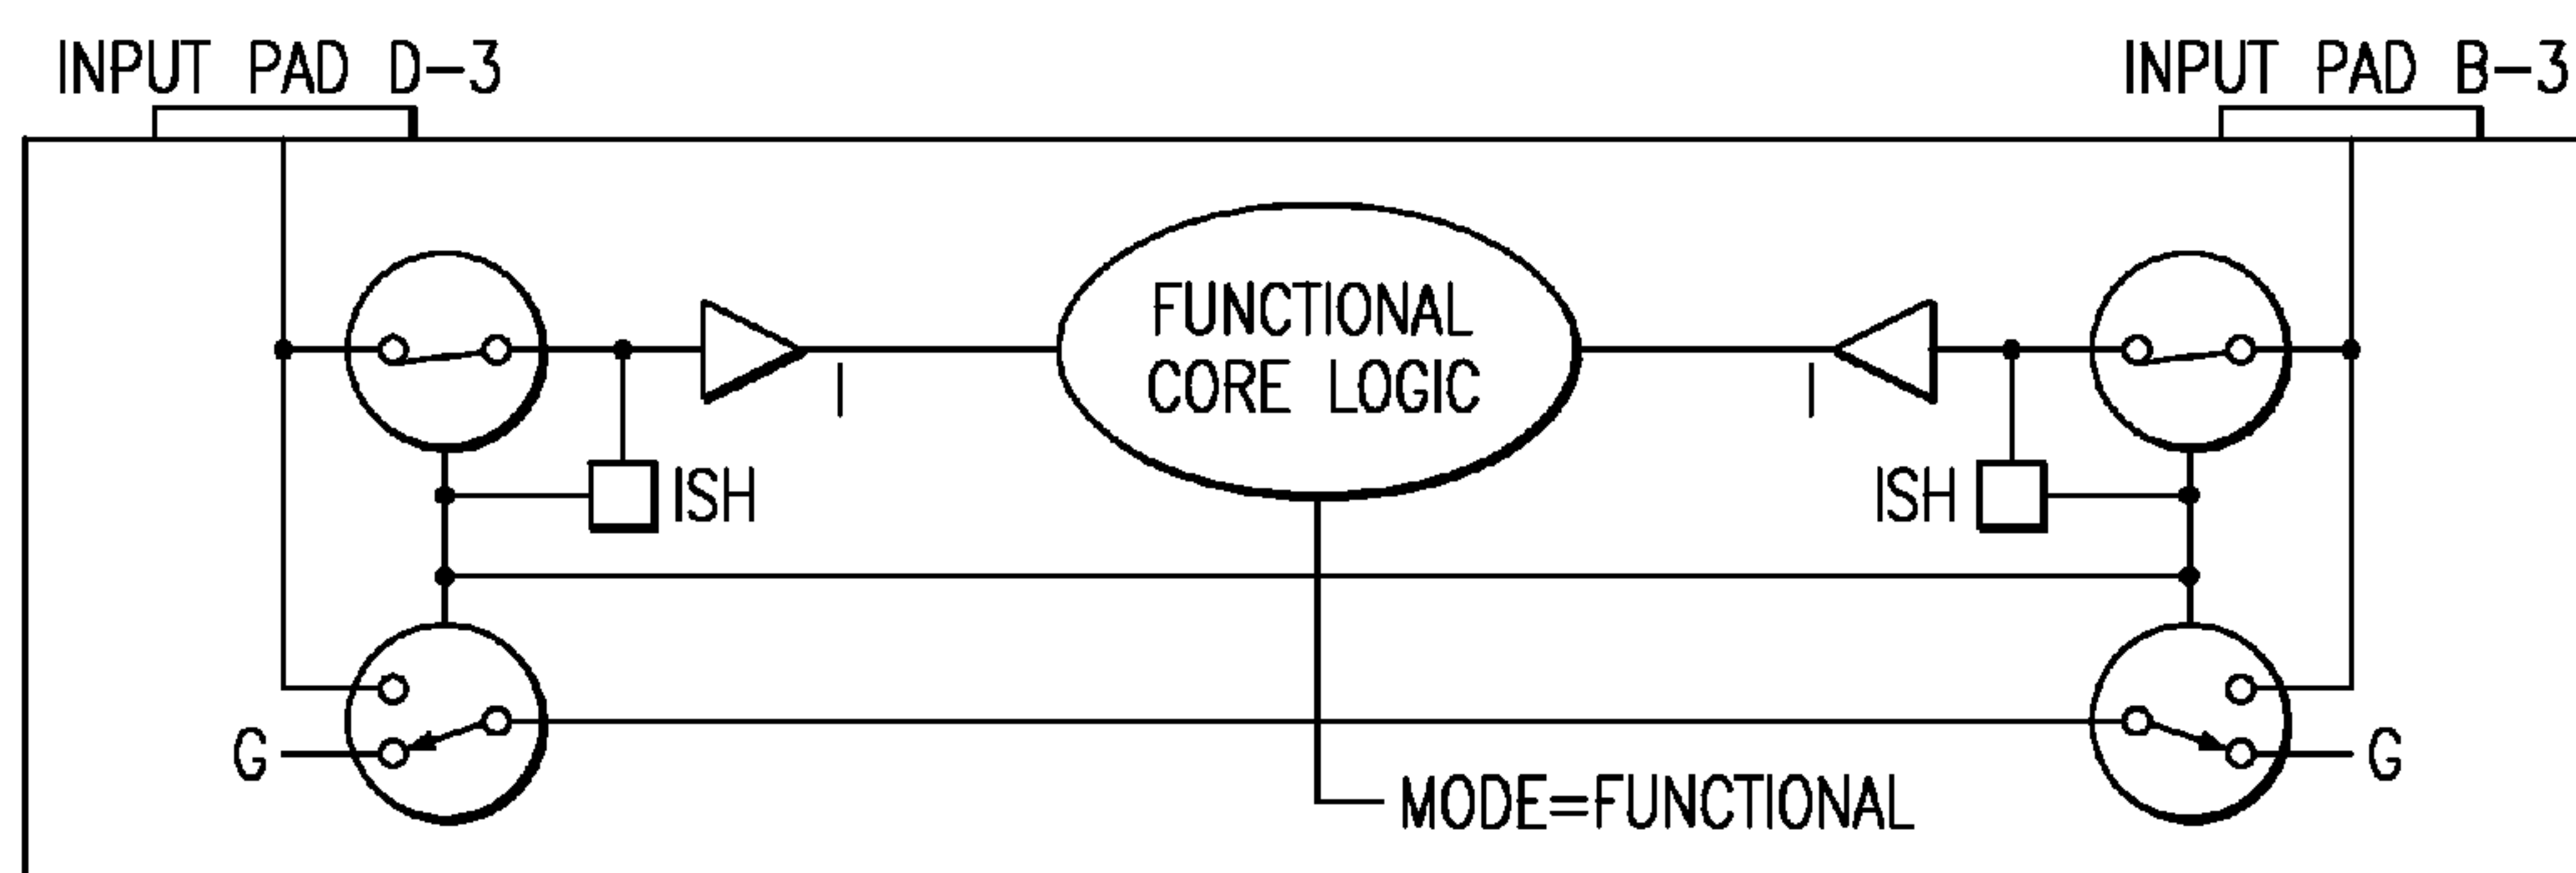 INPUT PAD D-3
INPUT PAD B-3
FUNCTIONAL
CORE LOGIC
I
I
ISH
ISH
G
G
MODE=FUNCTIONAL